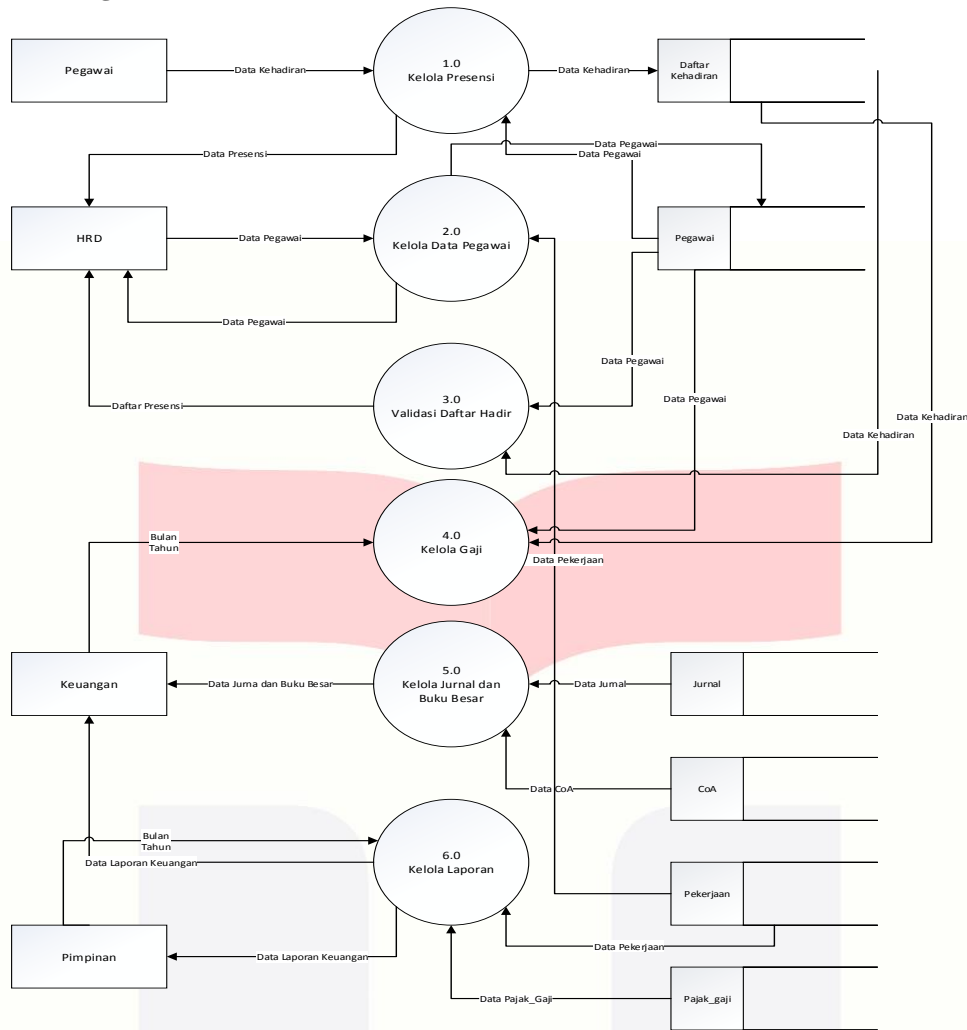 1.0
Kelola Presensi
Pegawai
Data Kehadiran
Data Kehadiran
Daftar
Kehadiran
Data Presensi
Data Pegawai
Data Pegawai
HRD
Data Pegawai
2.0
Kelola Data Pegawai
Pegawai
Data Pegawai
Data Pegawai
3.0
Validasi Daftar Hadir
Daftar Presensi
Data Pegawai
Data Kehadiran
Data Kehadiran
Bulan
Tahun
4.0
Kelola Gaji
Data Pekerjaan
Keuangan
Data Jurna dan Buku Besar
5.0
Kelola Jurnal dan
Buku Besar
Data Jurnal
Jurnal
Data CoA
CoA
Bulan
Tahun
Data Laporan Keuangan
6.0
Kelola Laporan
Pekerjaan
Pimpinan
Data Laporan Keuangan
Data Pekerjaan
Data Pajak_Gaji
Pajak_gaji